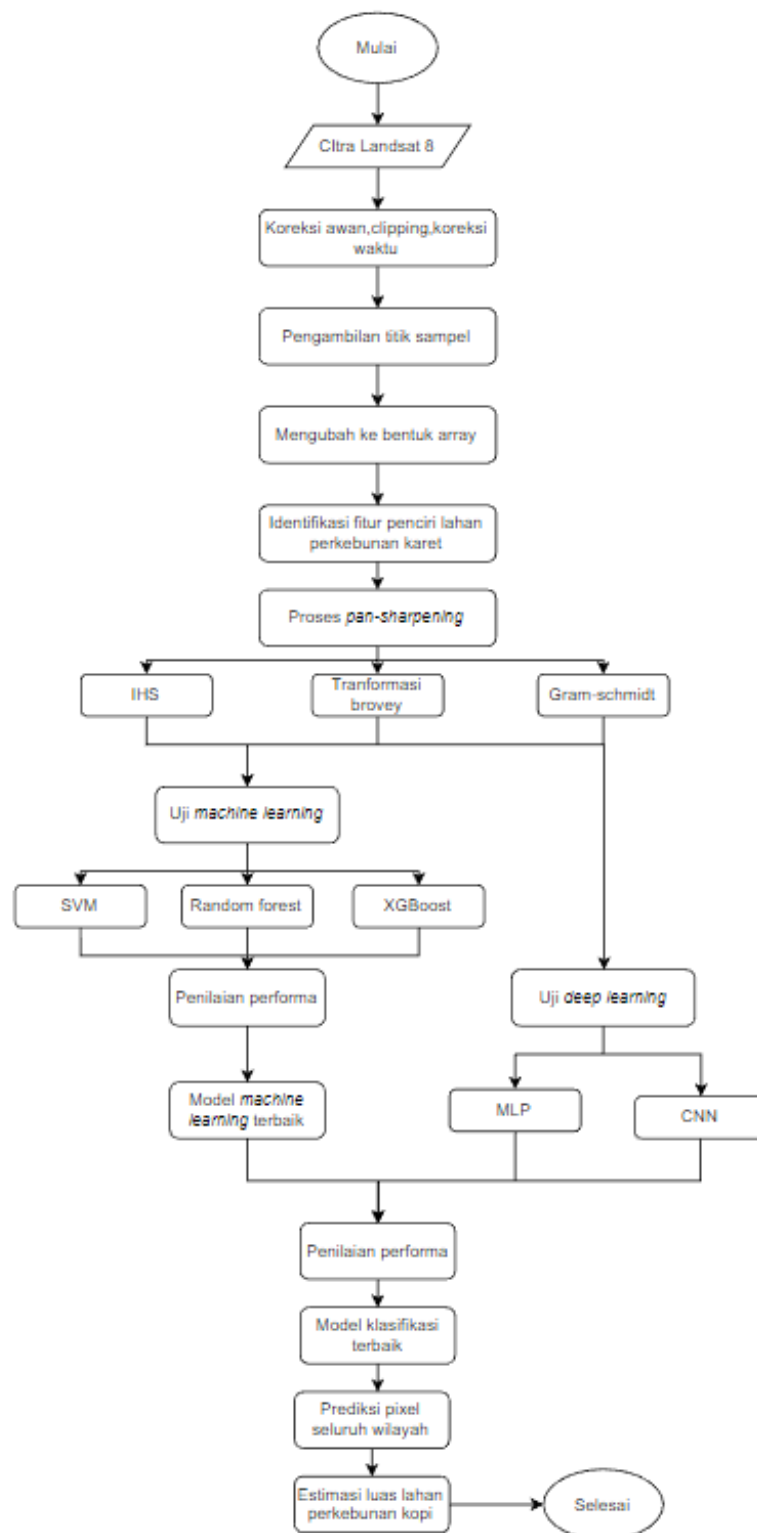 Mulai
CItra Landsat 8
Koreksi awan,clipping,koreksi
waktu
Pengambilan titik sampel
Mengubah ke bentuk array
Identifikasi fitur penciri lahan
perkebunan karet
Proses pan-sharpening
IHS
Tranformasi
brovey
Gram-schmidt
Uji machine learning
SVM
Random forest
XGBoost
Penilaian performa
Uji deep learning
Model machine
learning terbaik
MLP
CNN
Penilaian performa
Model klasifikasi
terbaik
Prediksi pixel
seluruh wilayah
Estimasi luas lahan
perkebunan kopi
Selesai